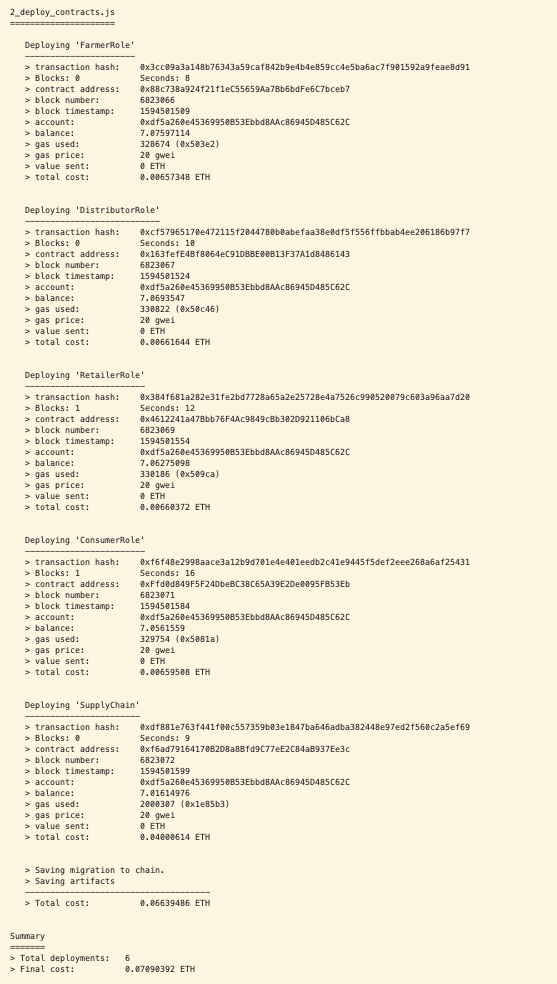 2_deploy_contracts.js
=====================
Deploying 'FarmerRole'
----------------------
> transaction hash:    0x3cc09a3a148b76343a59caf842b9e4b4e859cc4e5ba6ac7f901592a9feae8d91
> Blocks: 0            Seconds: 8
> contract address:    0x88c738a924f21f1eC55659Aa7Bb6bdFe6C7bceb7
> block number:        6823066
> block timestamp:     1594501509
> account:             0xdf5a260e45369950B53Ebbd8AAc86945D485C62C
> balance:             7.07597114
> gas used:            328674 (0x503e2)
> gas price:           20 gwei
> value sent:          0 ETH
> total cost:          0.00657348 ETH
Deploying 'DistributorRole'
---------------------------
> transaction hash:    0xcf57965170e472115f2044780b0abefaa38e0df5f556ffbbab4ee206186b97f7
> Blocks: 0            Seconds: 10
> contract address:    0x163fefE4Bf8064eC91DBBE00B13F37A1d8486143
> block number:        6823067
> block timestamp:     1594501524
> account:             0xdf5a260e45369950B53Ebbd8AAc86945D485C62C
> balance:             7.0693547
> gas used:            330822 (0x50c46)
> gas price:           20 gwei
> value sent:          0 ETH
> total cost:          0.00661644 ETH
Deploying 'RetailerRole'
------------------------
> transaction hash:    0x384f681a282e31fe2bd7728a65a2e25728e4a7526c990520079c603a96aa7d20
> Blocks: 1            Seconds: 12
> contract address:    0x4612241a47Bbb76F4Ac9849cBb302D921106bCa8
> block number:        6823069
> block timestamp:     1594501554
> account:             0xdf5a260e45369950B53Ebbd8AAc86945D485C62C
> balance:             7.06275098
> gas used:            330186 (0x509ca)
> gas price:           20 gwei
> value sent:          0 ETH
> total cost:          0.00660372 ETH
Deploying 'ConsumerRole'
------------------------
> transaction hash:    0xf6f48e2998aace3a12b9d701e4e401eedb2c41e9445f5def2eee268a6af25431
> Blocks: 1            Seconds: 16
> contract address:    0xFfd0d849F5F24DbeBC38C65A39E2De0095FB53Eb
> block number:        6823071
> block timestamp:     1594501584
> account:             0xdf5a260e45369950B53Ebbd8AAc86945D485C62C
> balance:             7.0561559
> gas used:            329754 (0x5081a)
> gas price:           20 gwei
> value sent:          0 ETH
> total cost:          0.00659508 ETH
Deploying 'SupplyChain'
-----------------------
> transaction hash:    0xdf881e763f441f00c557359b03e1847ba646adba382448e97ed2f560c2a5ef69
> Blocks: 0            Seconds: 9
> contract address:    0xf6ad79164170B2D8a8Bfd9C77eE2C84aB937Ee3c
> block number:        6823072
> block timestamp:     1594501599
> account:             0xdf5a260e45369950B53Ebbd8AAc86945D485C62C
> balance:             7.01614976
> gas used:            2000307 (0x1e85b3)
> gas price:           20 gwei
> value sent:          0 ETH
> total cost:          0.04000614 ETH
> Saving migration to chain.
> Saving artifacts
-------------------------------------
> Total cost:          0.06639486 ETH
Summary
=======
> Total deployments:   6
> Final cost:          0.07090392 ETH